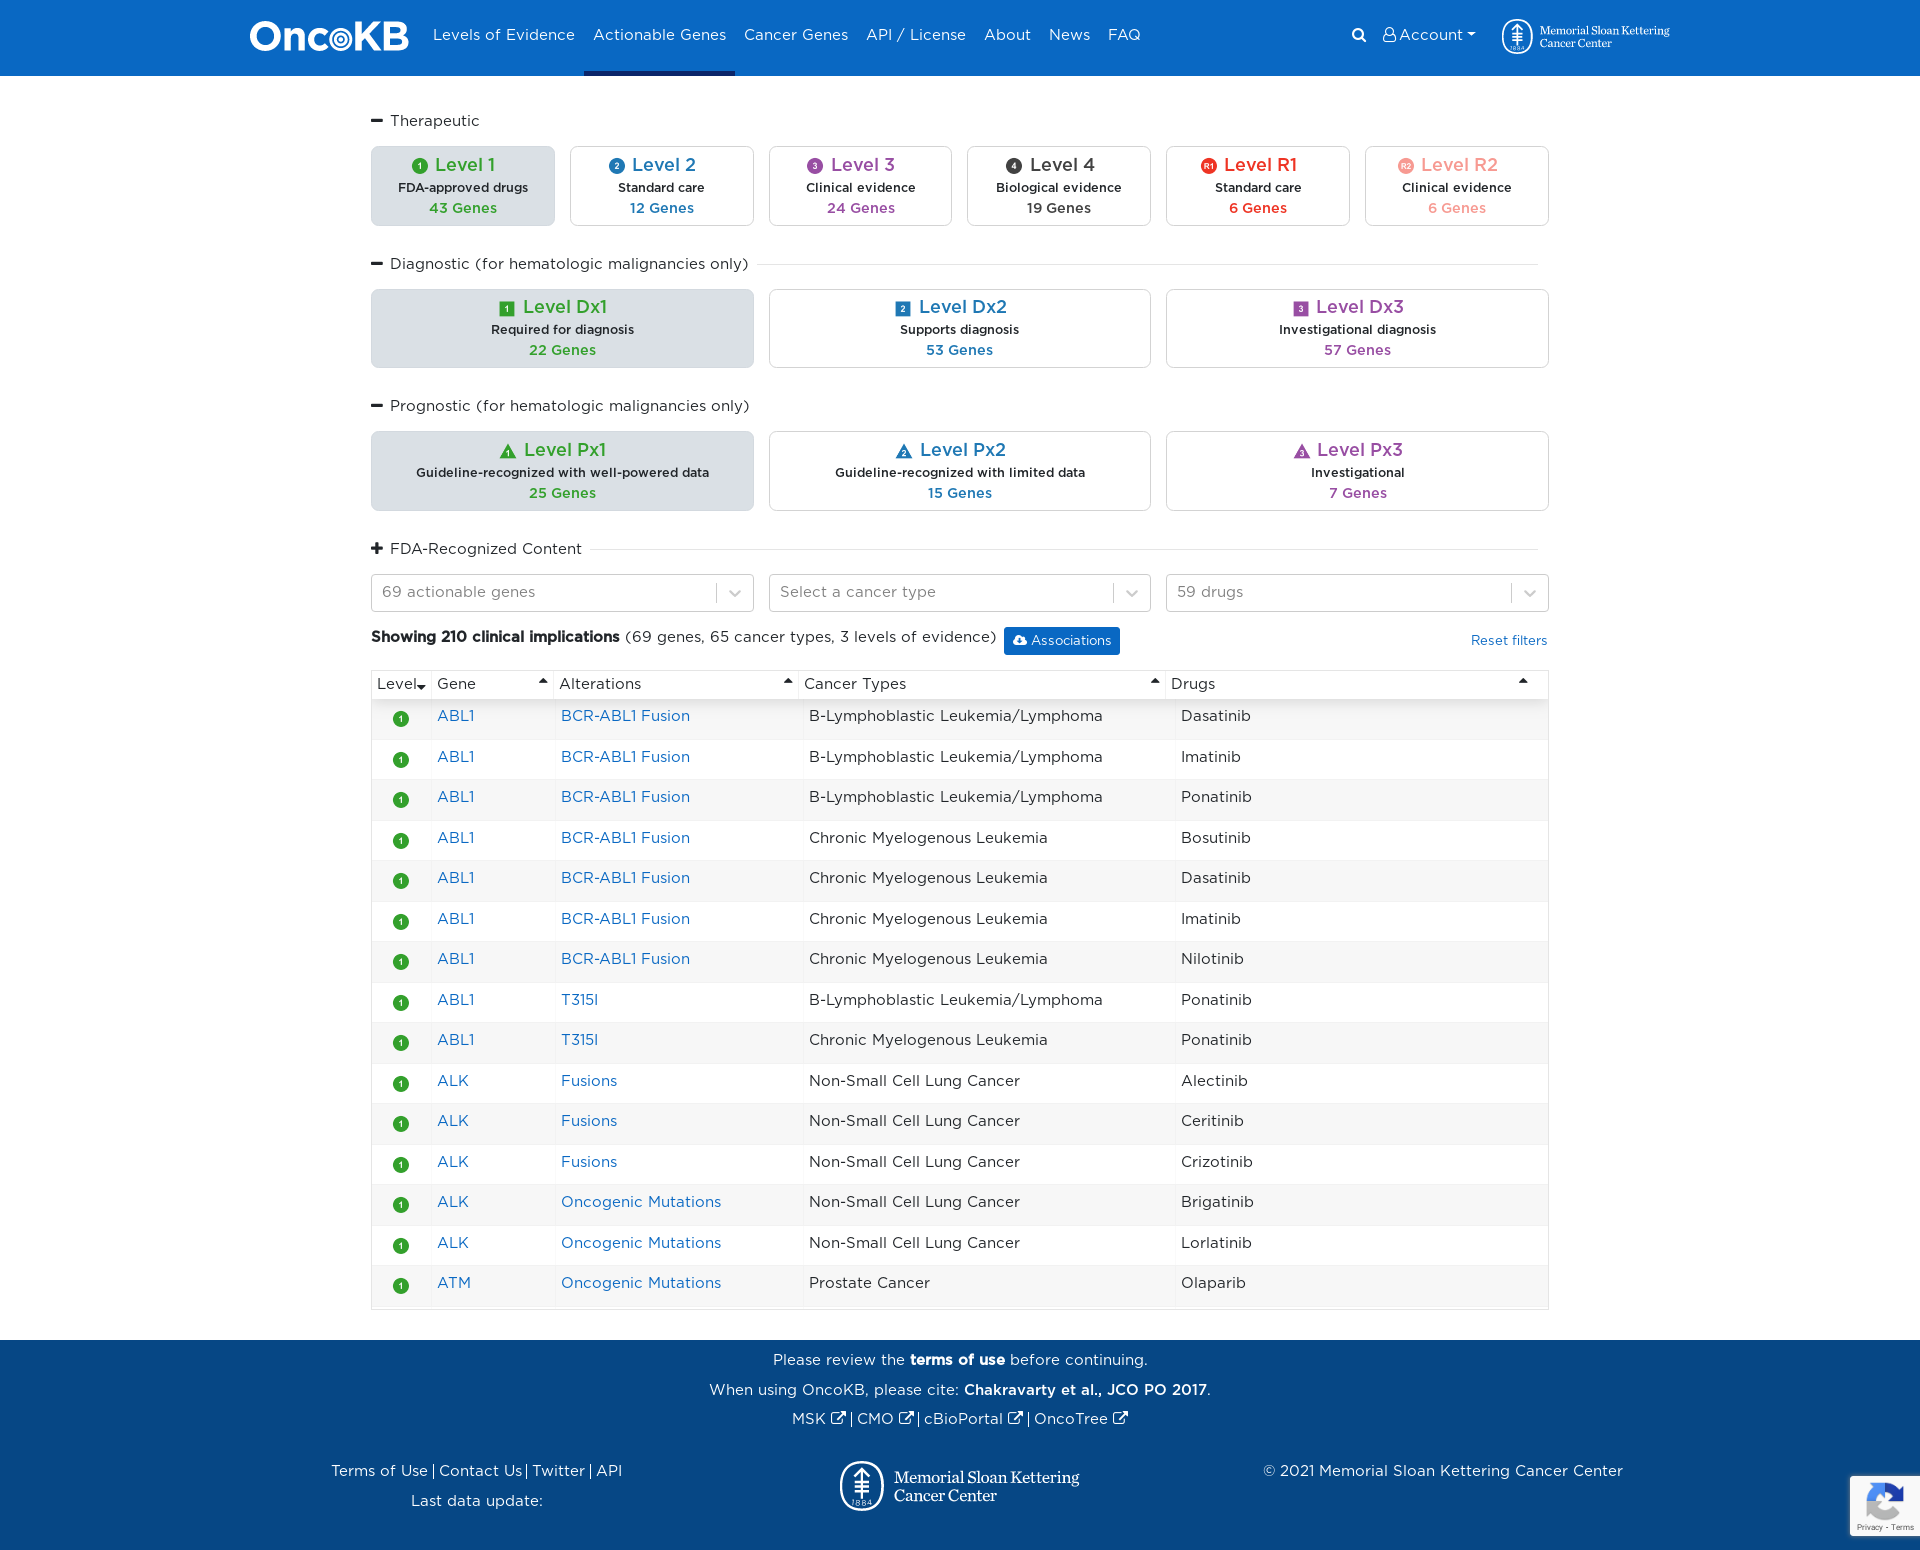 OncoKB Levels of Evidence Actionable Genes Cancer Genes API / License About News FAQ Account 1884 Memorial Sloan Kettering Cancer Center
Therapeutic
1 Level 1 2 Level 2 3 Level 3 4 Level 4 R1 Level R1 R2 Level R2
FDA-approved drugs Standard care Clinical evidence Biological evidence Standard care Clinical evidence
43 Genes 12 Genes 24 Genes 19 Genes 6 Genes 6 Genes
Diagnostic (for hematologic malignancies only)
1 Level Dx1 2 Level Dx2 3 Level Dx3
Required for diagnosis Supports diagnosis Investigational diagnosis
22 Genes 53 Genes 57 Genes
Prognostic (for hematologic malignancies only)
1 Level Px1 2 Level Px2 3 Level Px3
Guideline-recognized with well-powered data Guideline-recognized with limited data Investigational
25 Genes 15 Genes 7 Genes
FDA-Recognized Content
69 actionable genes Select a cancer type 59 drugs
Showing 210 clinical implications (69 genes, 65 cancer types, 3 levels of evidence) Associations Reset filters
Level Gene Alterations Cancer Types Drugs
1 ABL1 BCR-ABL1 Fusion B-Lymphoblastic Leukemia/Lymphoma Dasatinib
1 ABL1 BCR-ABL1 Fusion B-Lymphoblastic Leukemia/Lymphoma Imatinib
1 ABL1 BCR-ABL1 Fusion B-Lymphoblastic Leukemia/Lymphoma Ponatinib
1 ABL1 BCR-ABL1 Fusion Chronic Myelogenous Leukemia Bosutinib
1 ABL1 BCR-ABL1 Fusion Chronic Myelogenous Leukemia Dasatinib
1 ABL1 BCR-ABL1 Fusion Chronic Myelogenous Leukemia Imatinib
1 ABL1 BCR-ABL1 Fusion Chronic Myelogenous Leukemia Nilotinib
1 ABL1 T315I B-Lymphoblastic Leukemia/Lymphoma Ponatinib
1 ABL1 T315I Chronic Myelogenous Leukemia Ponatinib
1 ALK Fusions Non-Small Cell Lung Cancer Alectinib
1 ALK Fusions Non-Small Cell Lung Cancer Ceritinib
1 ALK Fusions Non-Small Cell Lung Cancer Crizotinib
1 ALK Oncogenic Mutations Non-Small Cell Lung Cancer Brigatinib
1 ALK Oncogenic Mutations Non-Small Cell Lung Cancer Lorlatinib
1 ATM Oncogenic Mutations Prostate Cancer Olaparib
Please review the terms of use before continuing.
When using OncoKB, please cite: Chakravarty et al., JCO PO 2017.
MSK | CMO | cBioPortal | OncoTree
Terms of Use | Contact Us | Twitter | API
Last data update:
1884 Memorial Sloan Kettering
Cancer Center
© 2021 Memorial Sloan Kettering Cancer Center
Privacy - Terms